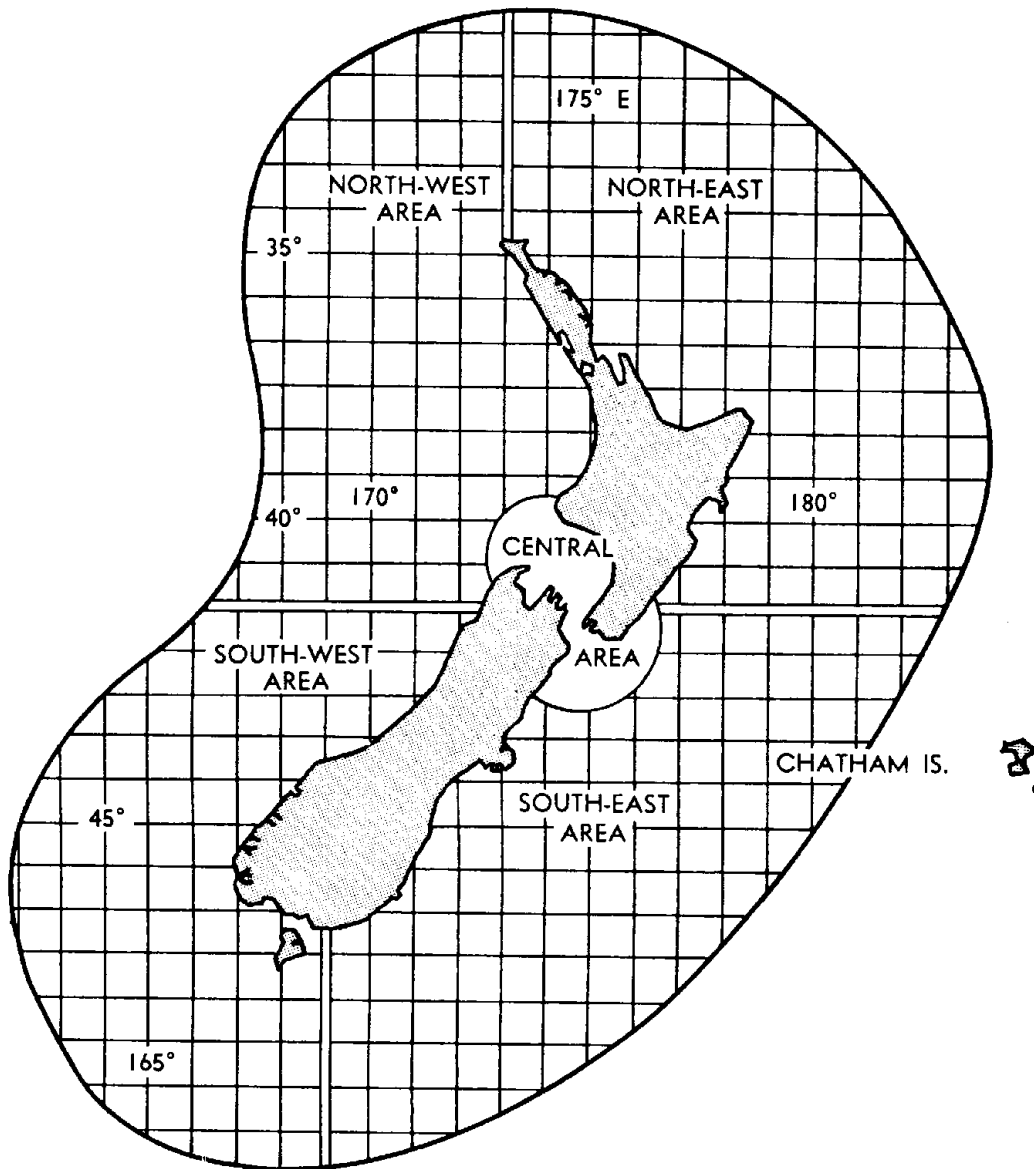 175° E
NORTH-WEST
AREA
NORTH-EAST
AREA
35°
170°
180°
40°
CENTRAL
AREA
SOUTH-WEST
AREA
CHATHAM IS.
45°
SOUTH-EAST
AREA
165°